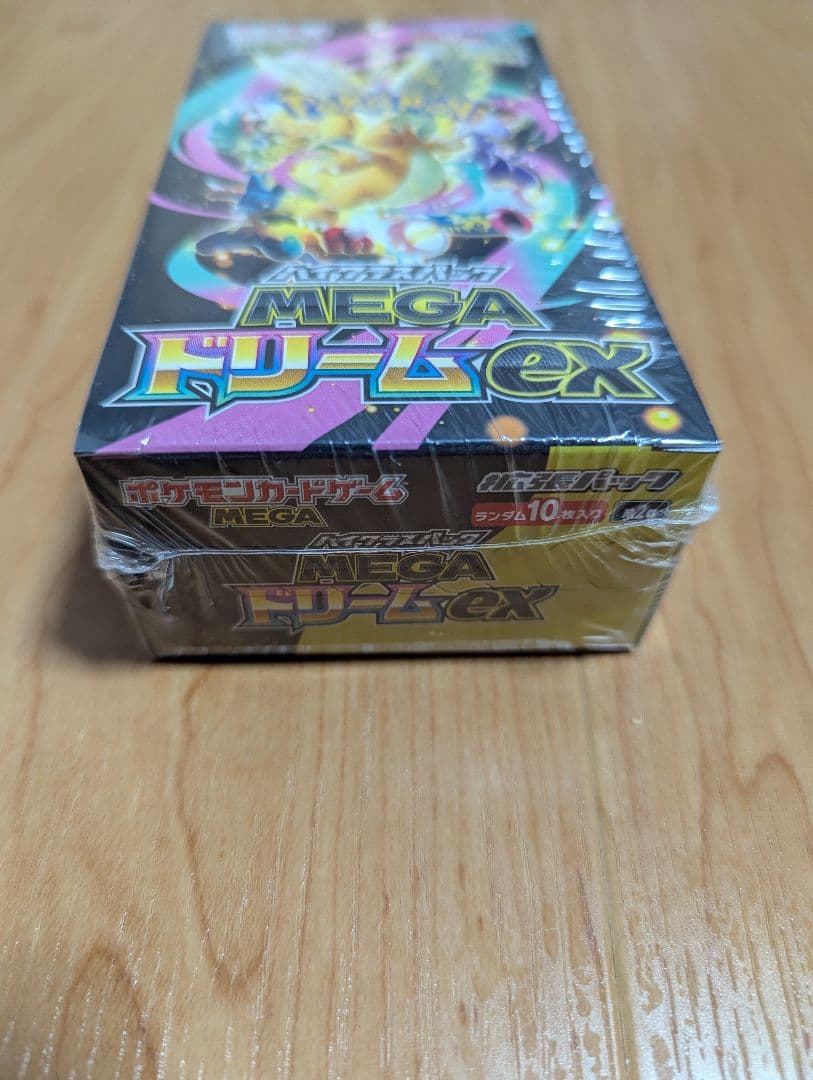 ハイクラスパック
MEGA
ドリームex
ポケモンカードゲーム
MEGA
拡張パック
ランダム10枚入り
ハイクラスパック
MEGA
ドリームex